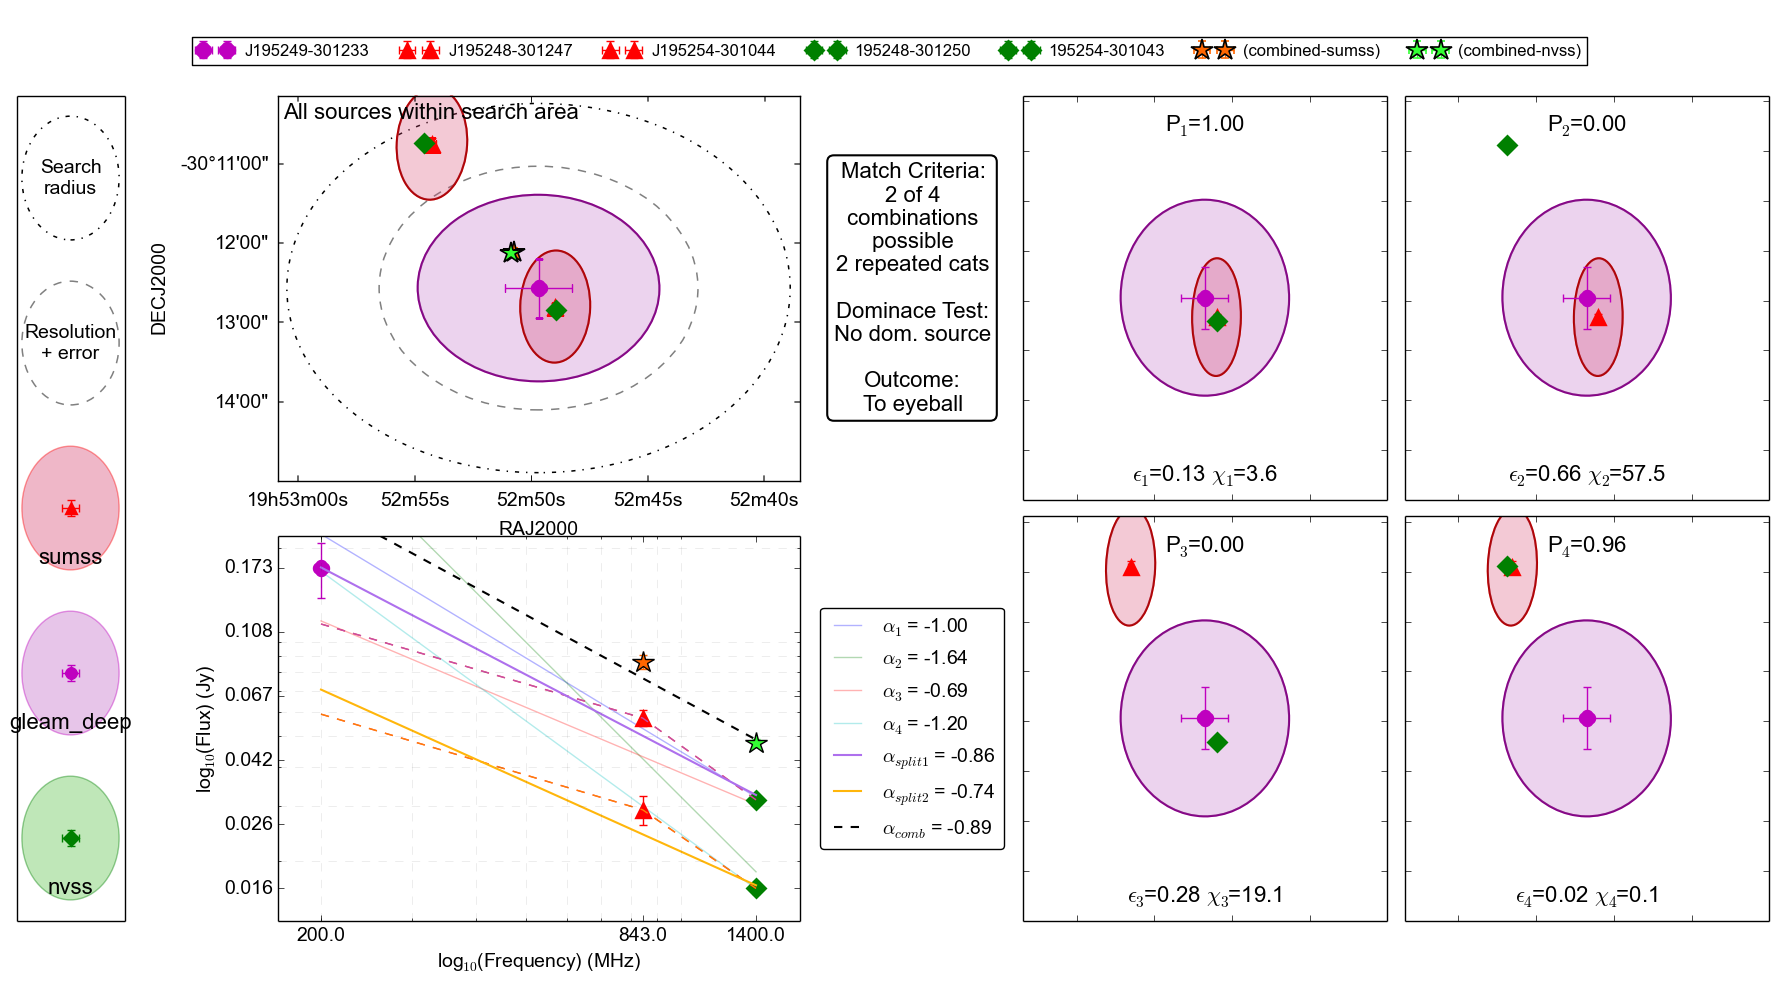 J195249-301233 J195248-301247 J195254-301044 195248-301250 195254-301043 (combined-sumss) (combined-nvss)
Search
radius
Resolution
+ error
sumss
gleam_deep
nvss
All sources within search area
DECJ2000
-30°11'00"
12'00"
13'00"
14'00"
19h53m00s 52m55s 52m50s 52m45s 52m40s
RAJ2000
Match Criteria:
2 of 4
combinations
possible
2 repeated cats
Dominace Test:
No dom. source
Outcome:
To eyeball
P₁=1.00
ϵ₁=0.13 χ₁=3.6
P₂=0.00
ϵ₂=0.66 χ₂=57.5
log₁₀(Flux) (Jy)
0.173
0.108
0.067
0.042
0.026
0.016
200.0 843.0 1400.0
log₁₀(Frequency) (MHz)
α₁ = -1.00
α₂ = -1.64
α₃ = -0.69
α₄ = -1.20
α_split1 = -0.86
α_split2 = -0.74
α_comb = -0.89
P₃=0.00
ϵ₃=0.28 χ₃=19.1
P₄=0.96
ϵ₄=0.02 χ₄=0.1